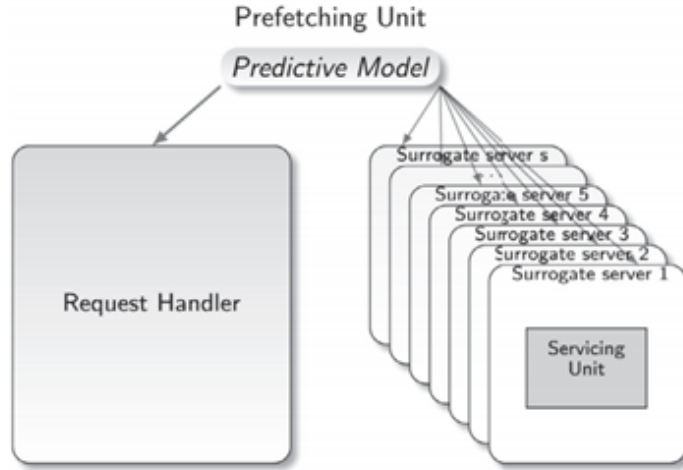 Prefetching Unit
Predictive Model
Request Handler
Surrogate server s
...
Surrogate server 5
Surrogate server 4
Surrogate server 3
Surrogate server 2
Surrogate server 1
Servicing
Unit